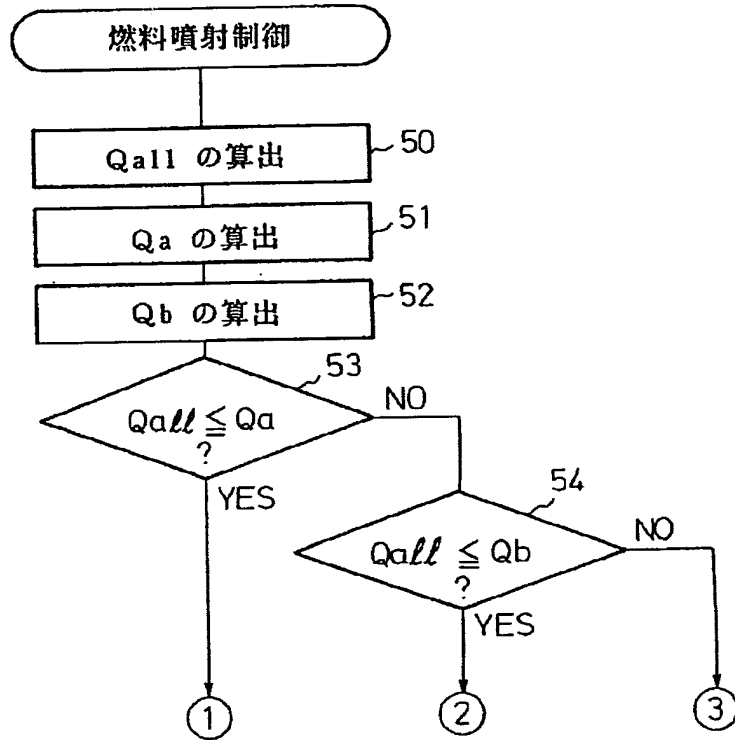 燃料噴射制御
Qall の算出
50
Qa の算出
51
Qb の算出
52
53
Qall ≦ Qa
?
NO
YES
54
Qall ≦ Qb
?
NO
YES
①
②
③